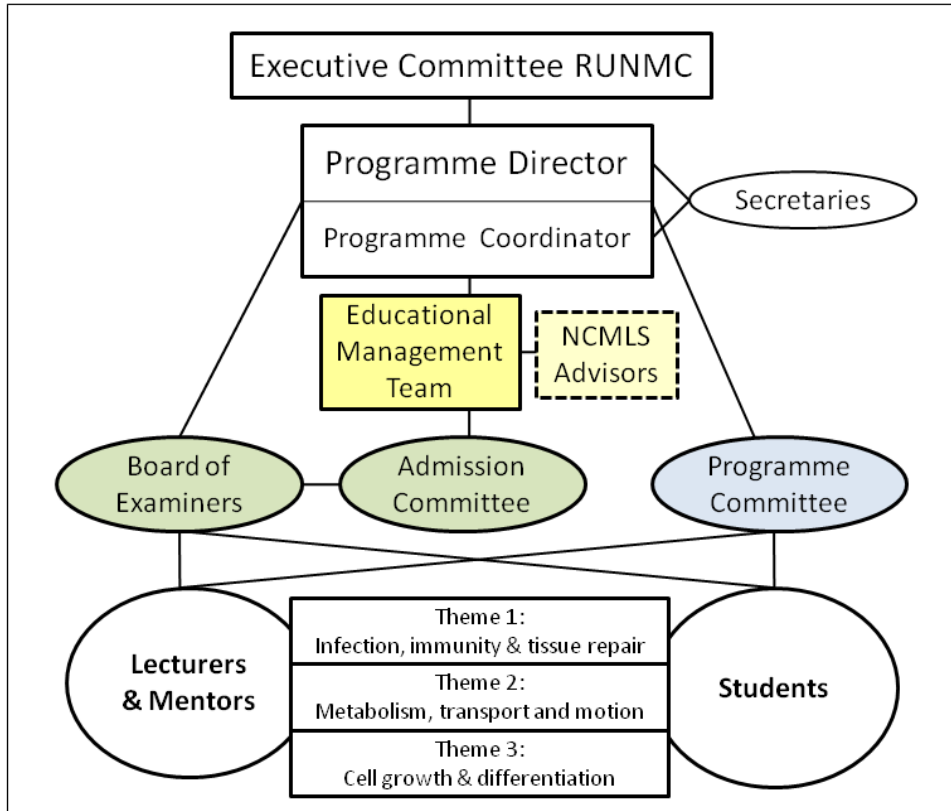 Executive Committee RUNMC
Programme Director
Secretaries
Programme Coordinator
Educational
Management
Team
NCMLS
Advisors
Board of
Examiners
Admission
Committee
Programme
Committee
Lecturers
& Mentors
Theme 1:
Infection, immunity & tissue repair
Theme 2:
Metabolism, transport and motion
Theme 3:
Cell growth & differentiation
Students